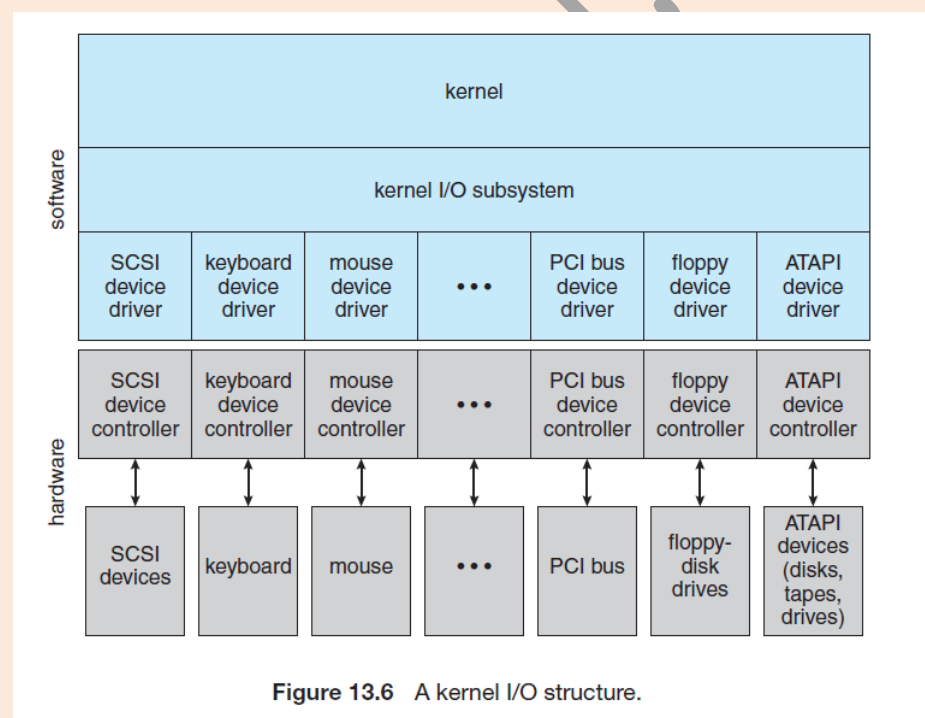 kernel
kernel I/O subsystem
software
SCSI
device
driver
keyboard
device
driver
mouse
device
driver
•••
PCI bus
device
driver
floppy
device
driver
ATAPI
device
driver
SCSI
device
controller
keyboard
device
controller
mouse
device
controller
•••
PCI bus
device
controller
floppy
device
controller
ATAPI
device
controller
hardware
SCSI
devices
keyboard
mouse
•••
PCI bus
floppy-
disk
drives
ATAPI
devices
(disks,
tapes,
drives)
Figure 13.6 A kernel I/O structure.